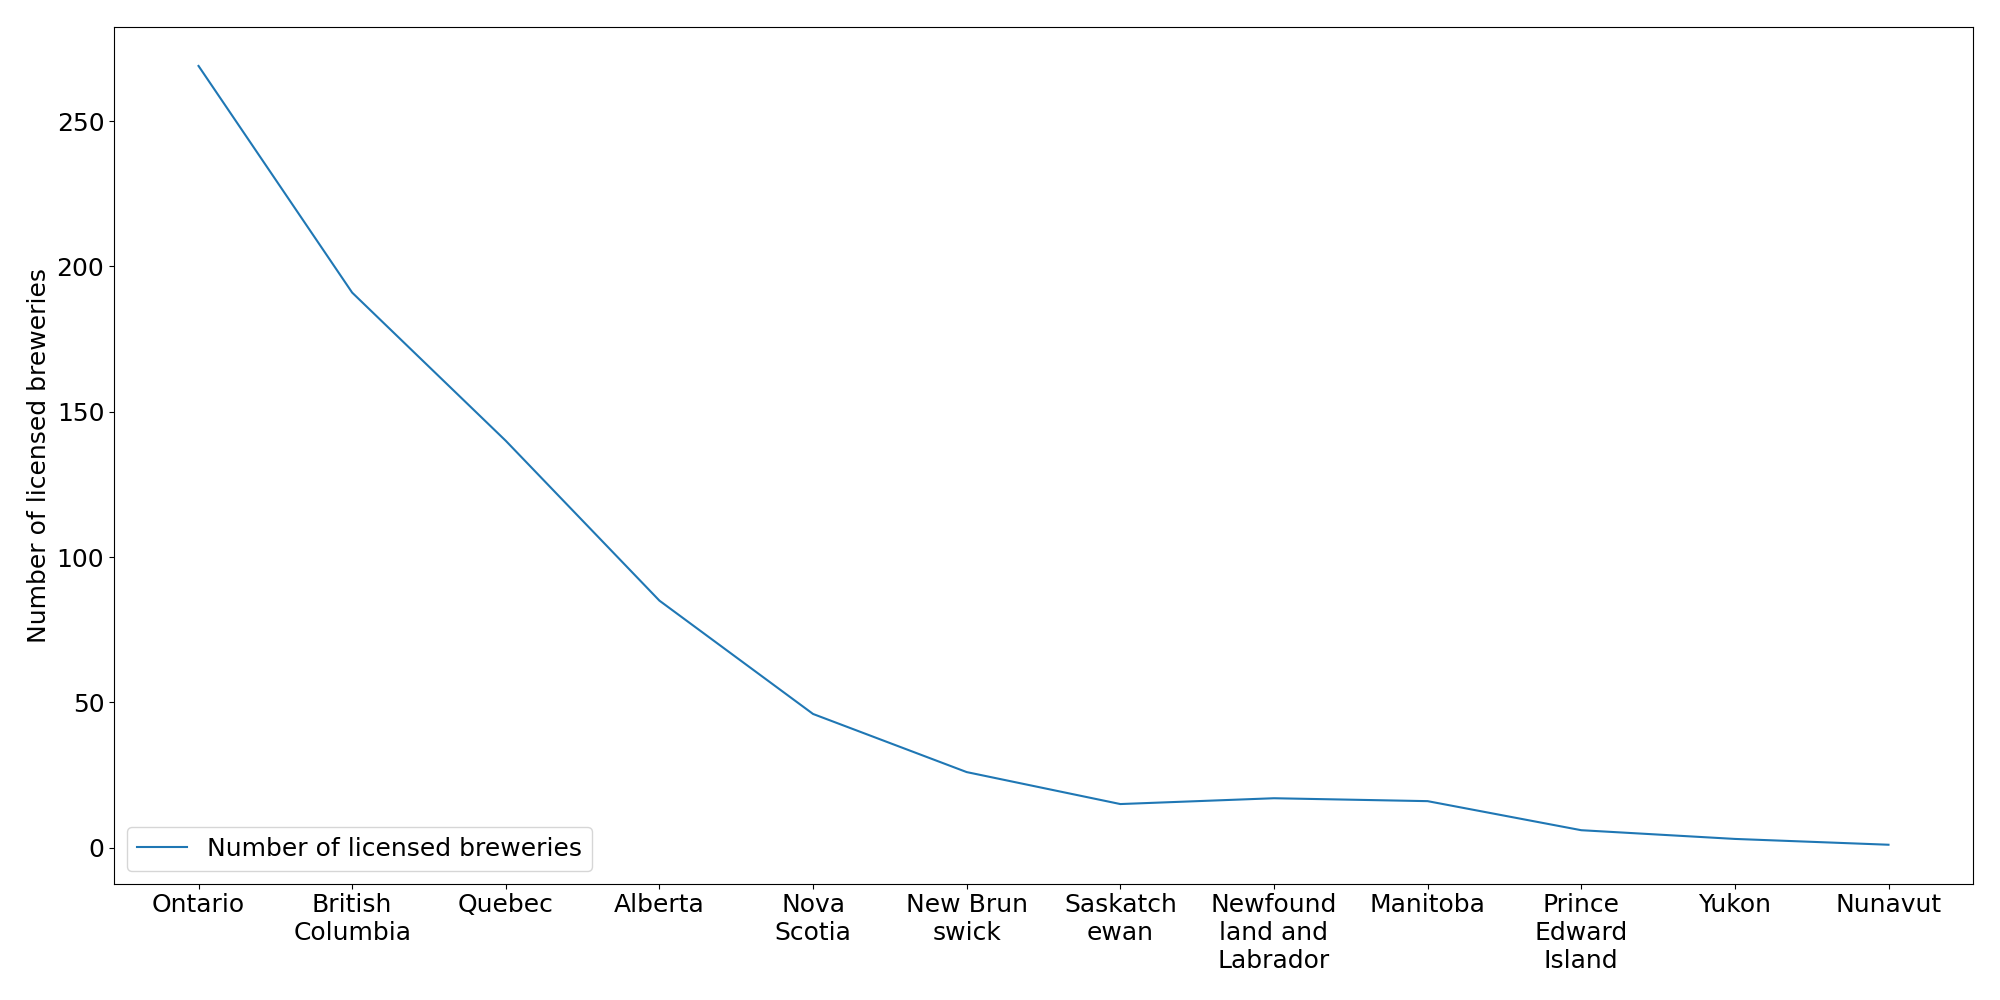 Number of licensed breweries
250
200
150
100
50
0
Number of licensed breweries
Ontario
British
Columbia
Quebec
Alberta
Nova
Scotia
New Brun
swick
Saskatch
ewan
Newfound
land and
Labrador
Manitoba
Prince
Edward
Island
Yukon
Nunavut